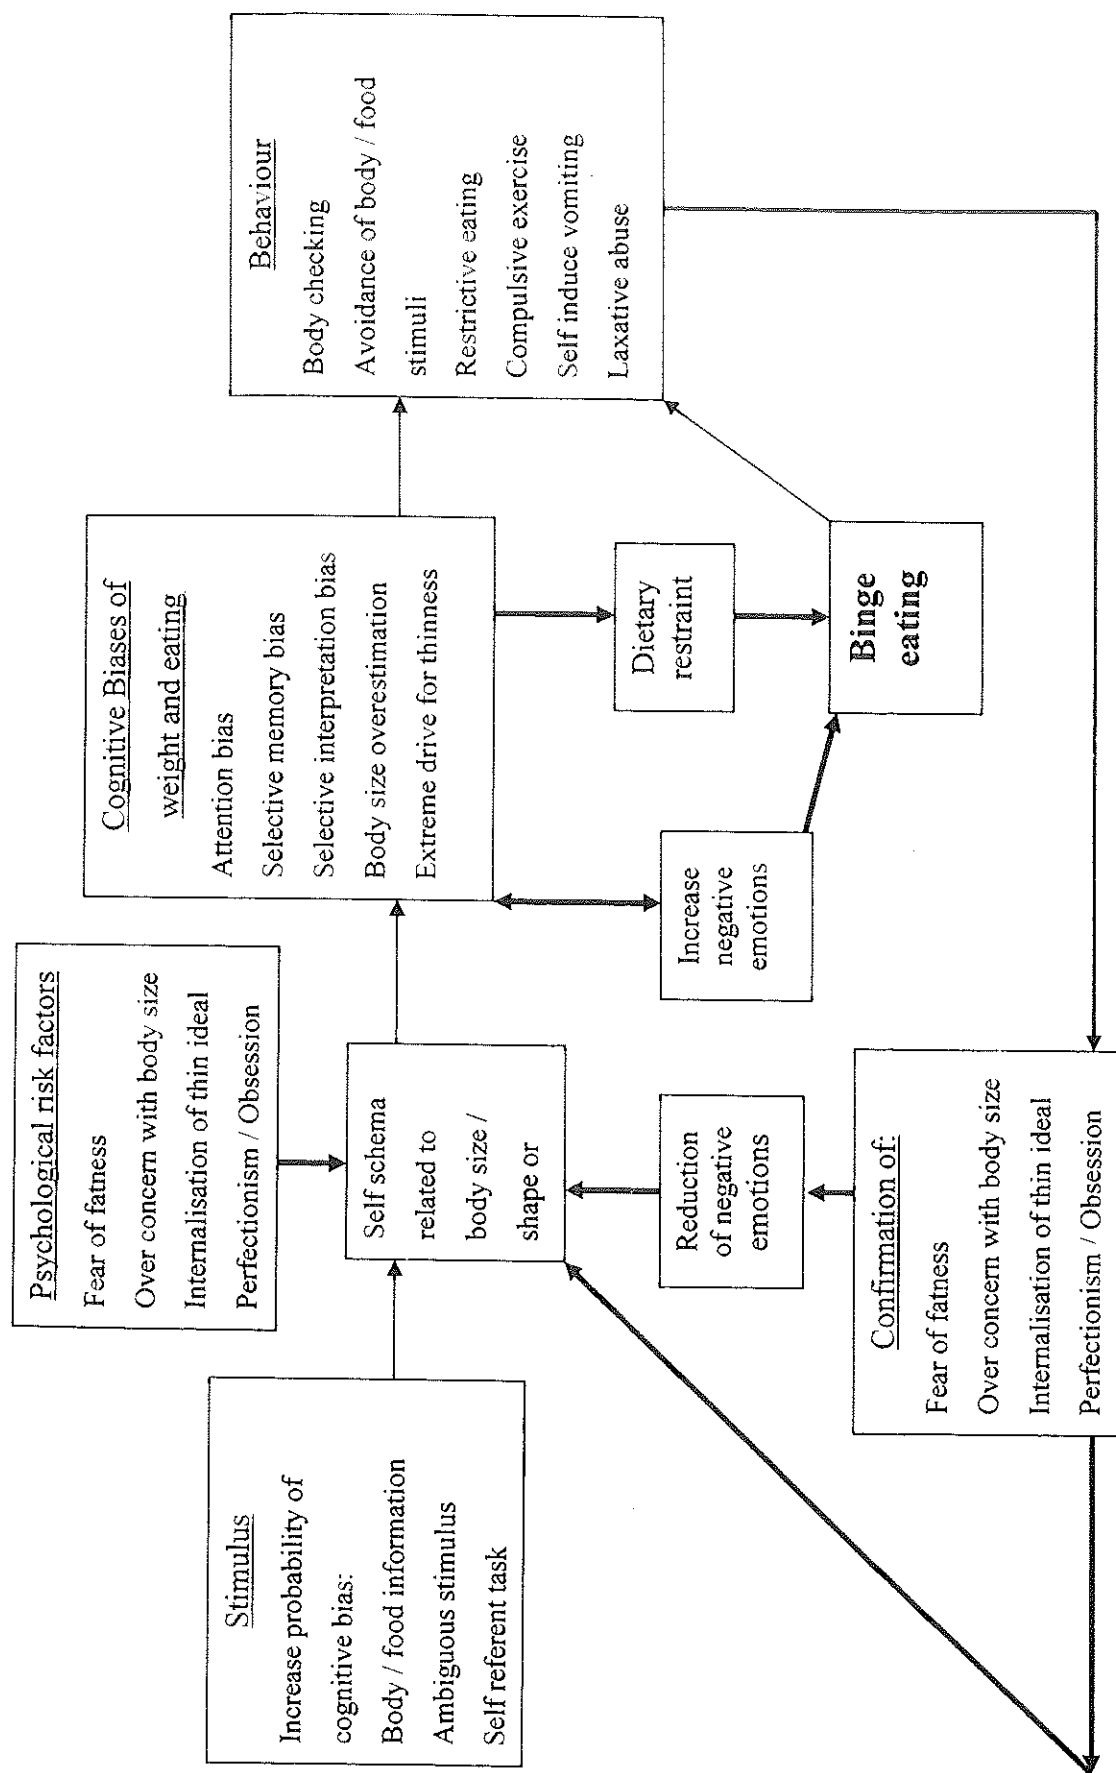 Stimulus
Increase probability of
cognitive bias:
Body / food information
Ambiguous stimulus
Self referent task
Psychological risk factors
Fear of fatness
Over concern with body size
Internalisation of thin ideal
Perfectionism / Obsession
Self schema
related to
body size /
shape or
Cognitive Biases of
weight and eating
Attention bias
Selective memory bias
Selective interpretation bias
Body size overestimation
Extreme drive for thinness
Behaviour
Body checking
Avoidance of body / food
stimuli
Restrictive eating
Compulsive exercise
Self induce vomiting
Laxative abuse
Reduction
of negative
emotions
Increase
negative
emotions
Dietary
restraint
Binge
eating
Confirmation of:
Fear of fatness
Over concern with body size
Internalisation of thin ideal
Perfectionism / Obsession